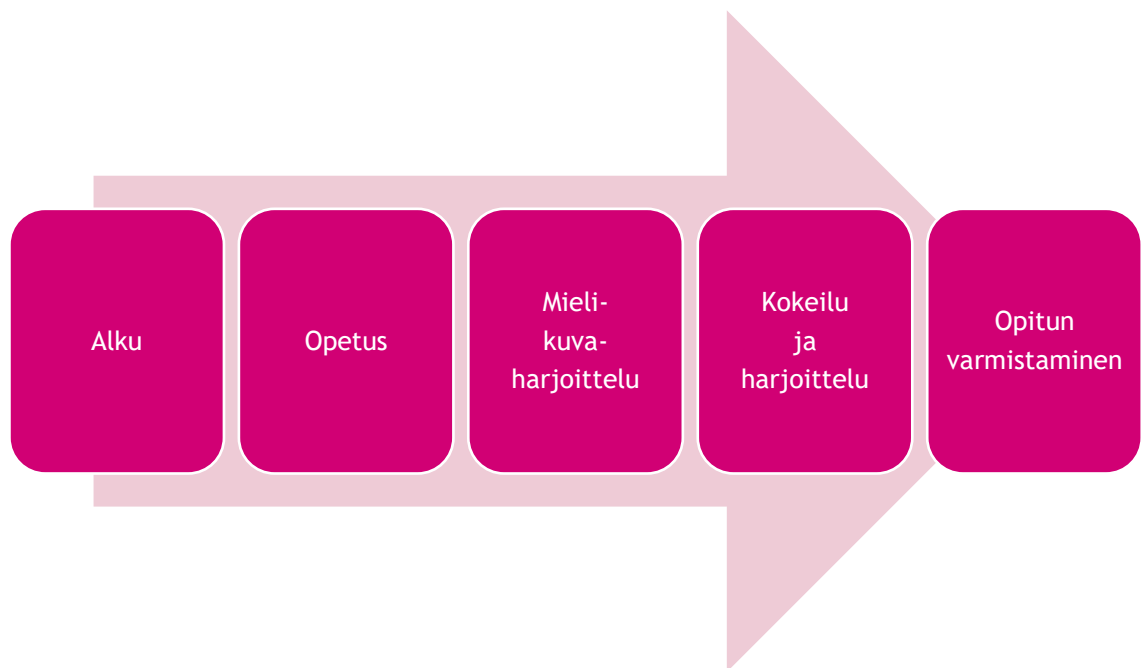 Alku
Opetus
Mieli-
kuva-
harjoittelu
Kokeilu
ja
harjoittelu
Opitun
varmistaminen